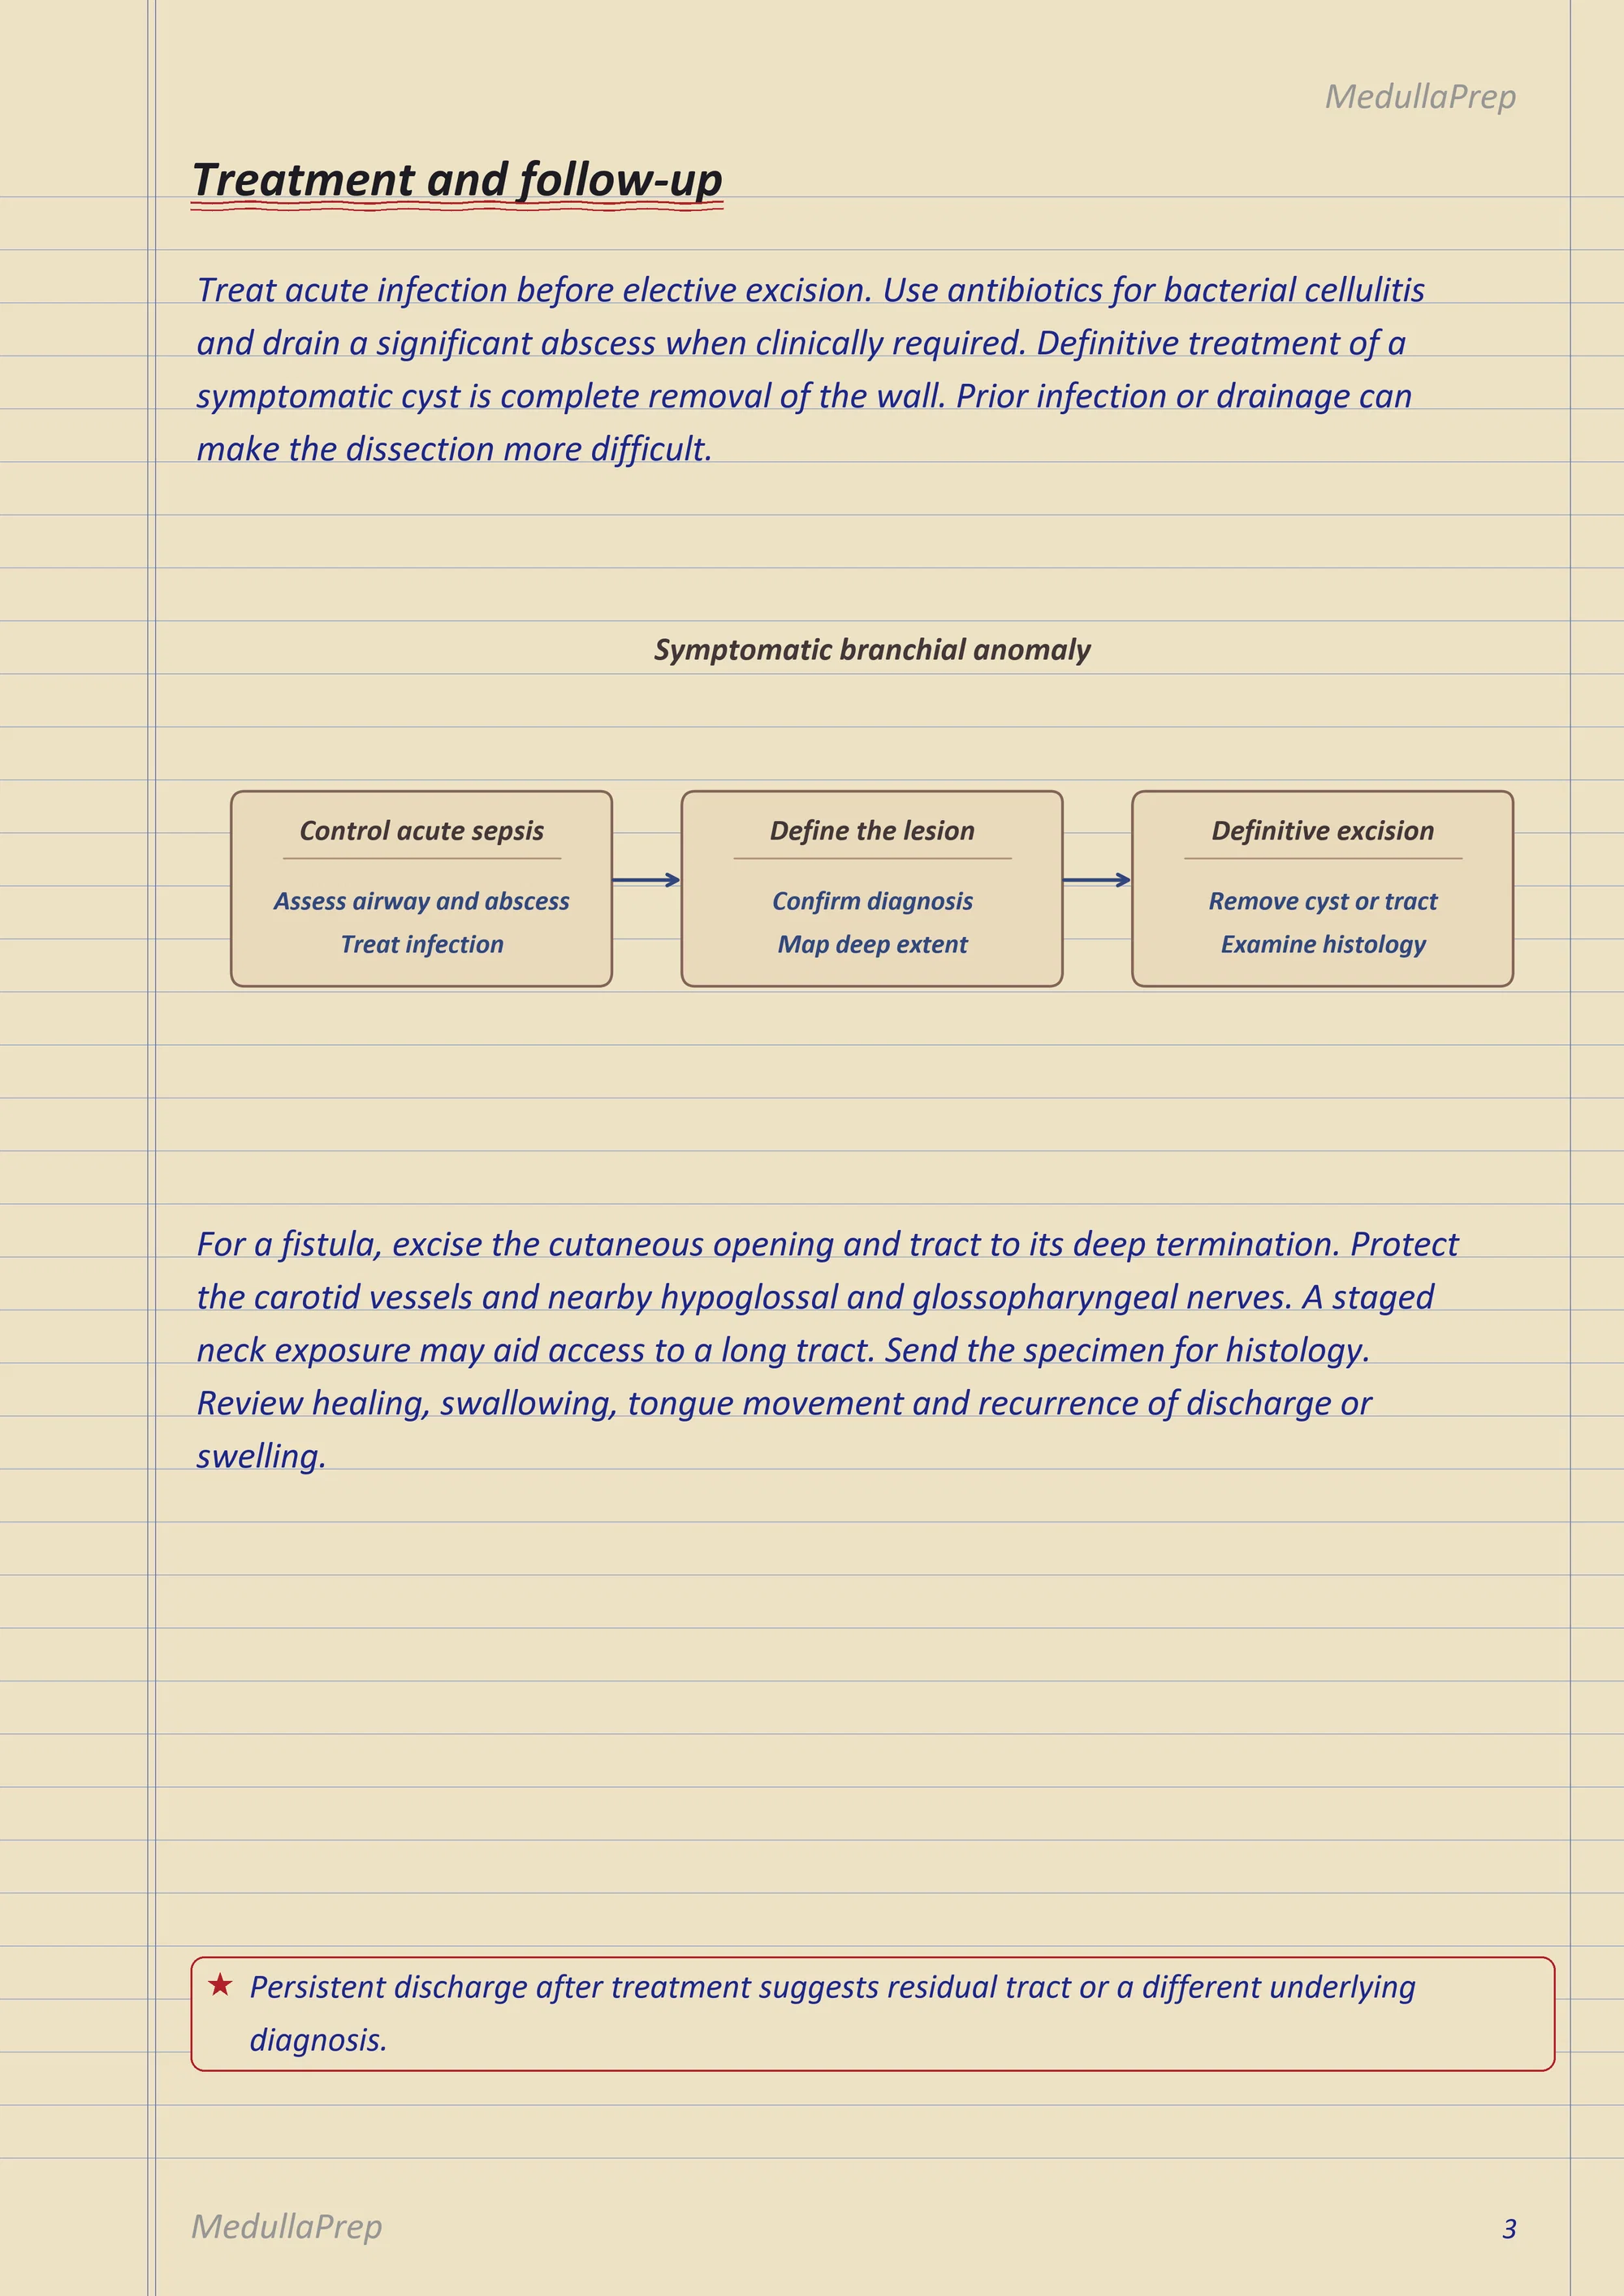 MedullaPrep
Treatment and follow-up
Treat acute infection before elective excision. Use antibiotics for bacterial cellulitis
and drain a significant abscess when clinically required. Definitive treatment of a
symptomatic cyst is complete removal of the wall. Prior infection or drainage can
make the dissection more difficult.
Symptomatic branchial anomaly
Control acute sepsis
Assess airway and abscess
Treat infection
Define the lesion
Confirm diagnosis
Map deep extent
Definitive excision
Remove cyst or tract
Examine histology
For a fistula, excise the cutaneous opening and tract to its deep termination. Protect
the carotid vessels and nearby hypoglossal and glossopharyngeal nerves. A staged
neck exposure may aid access to a long tract. Send the specimen for histology.
Review healing, swallowing, tongue movement and recurrence of discharge or
swelling.
★ Persistent discharge after treatment suggests residual tract or a different underlying
diagnosis.
MedullaPrep
3